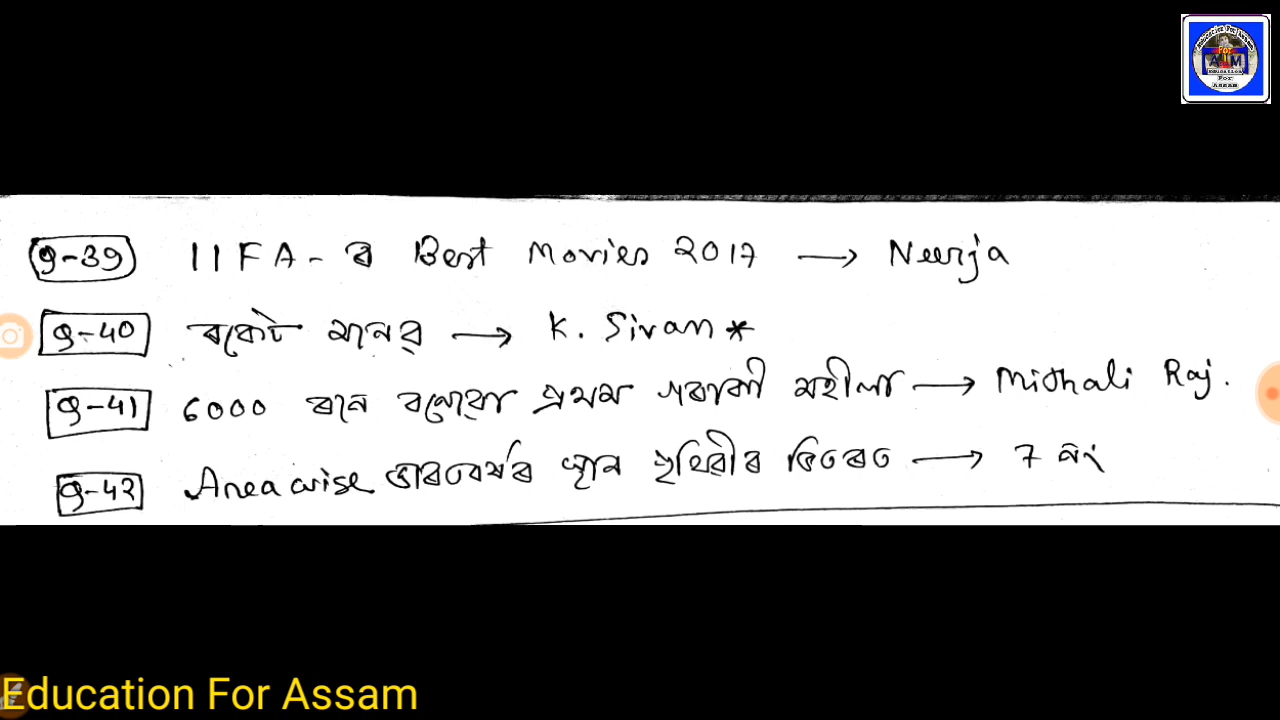 Q-39 IIFA-ৰ Best Movies 2017 → Neerja
Q-40 ৰকেট মানৱ → K. Sivan *
Q-41 6000 ৰান বনোৱা প্ৰথম গৰাকী মহীলা → Mithali Raj.
Q-42 Area wise ভাৰতবৰ্ষৰ স্থান পৃথিৱীৰ ভিতৰত → 7 নং
Education For Assam